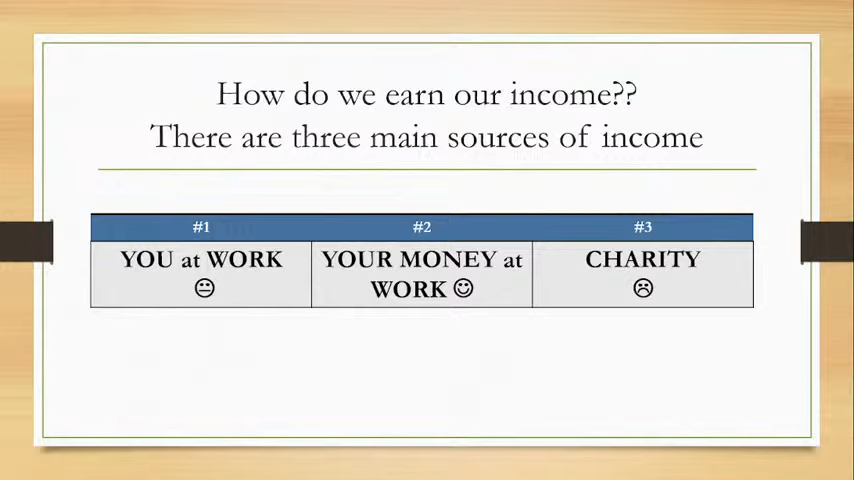 How do we earn our income??
There are three main sources of income
#1 #2 #3
YOU at WORK
😐
YOUR MONEY at
WORK ☺
CHARITY
☹